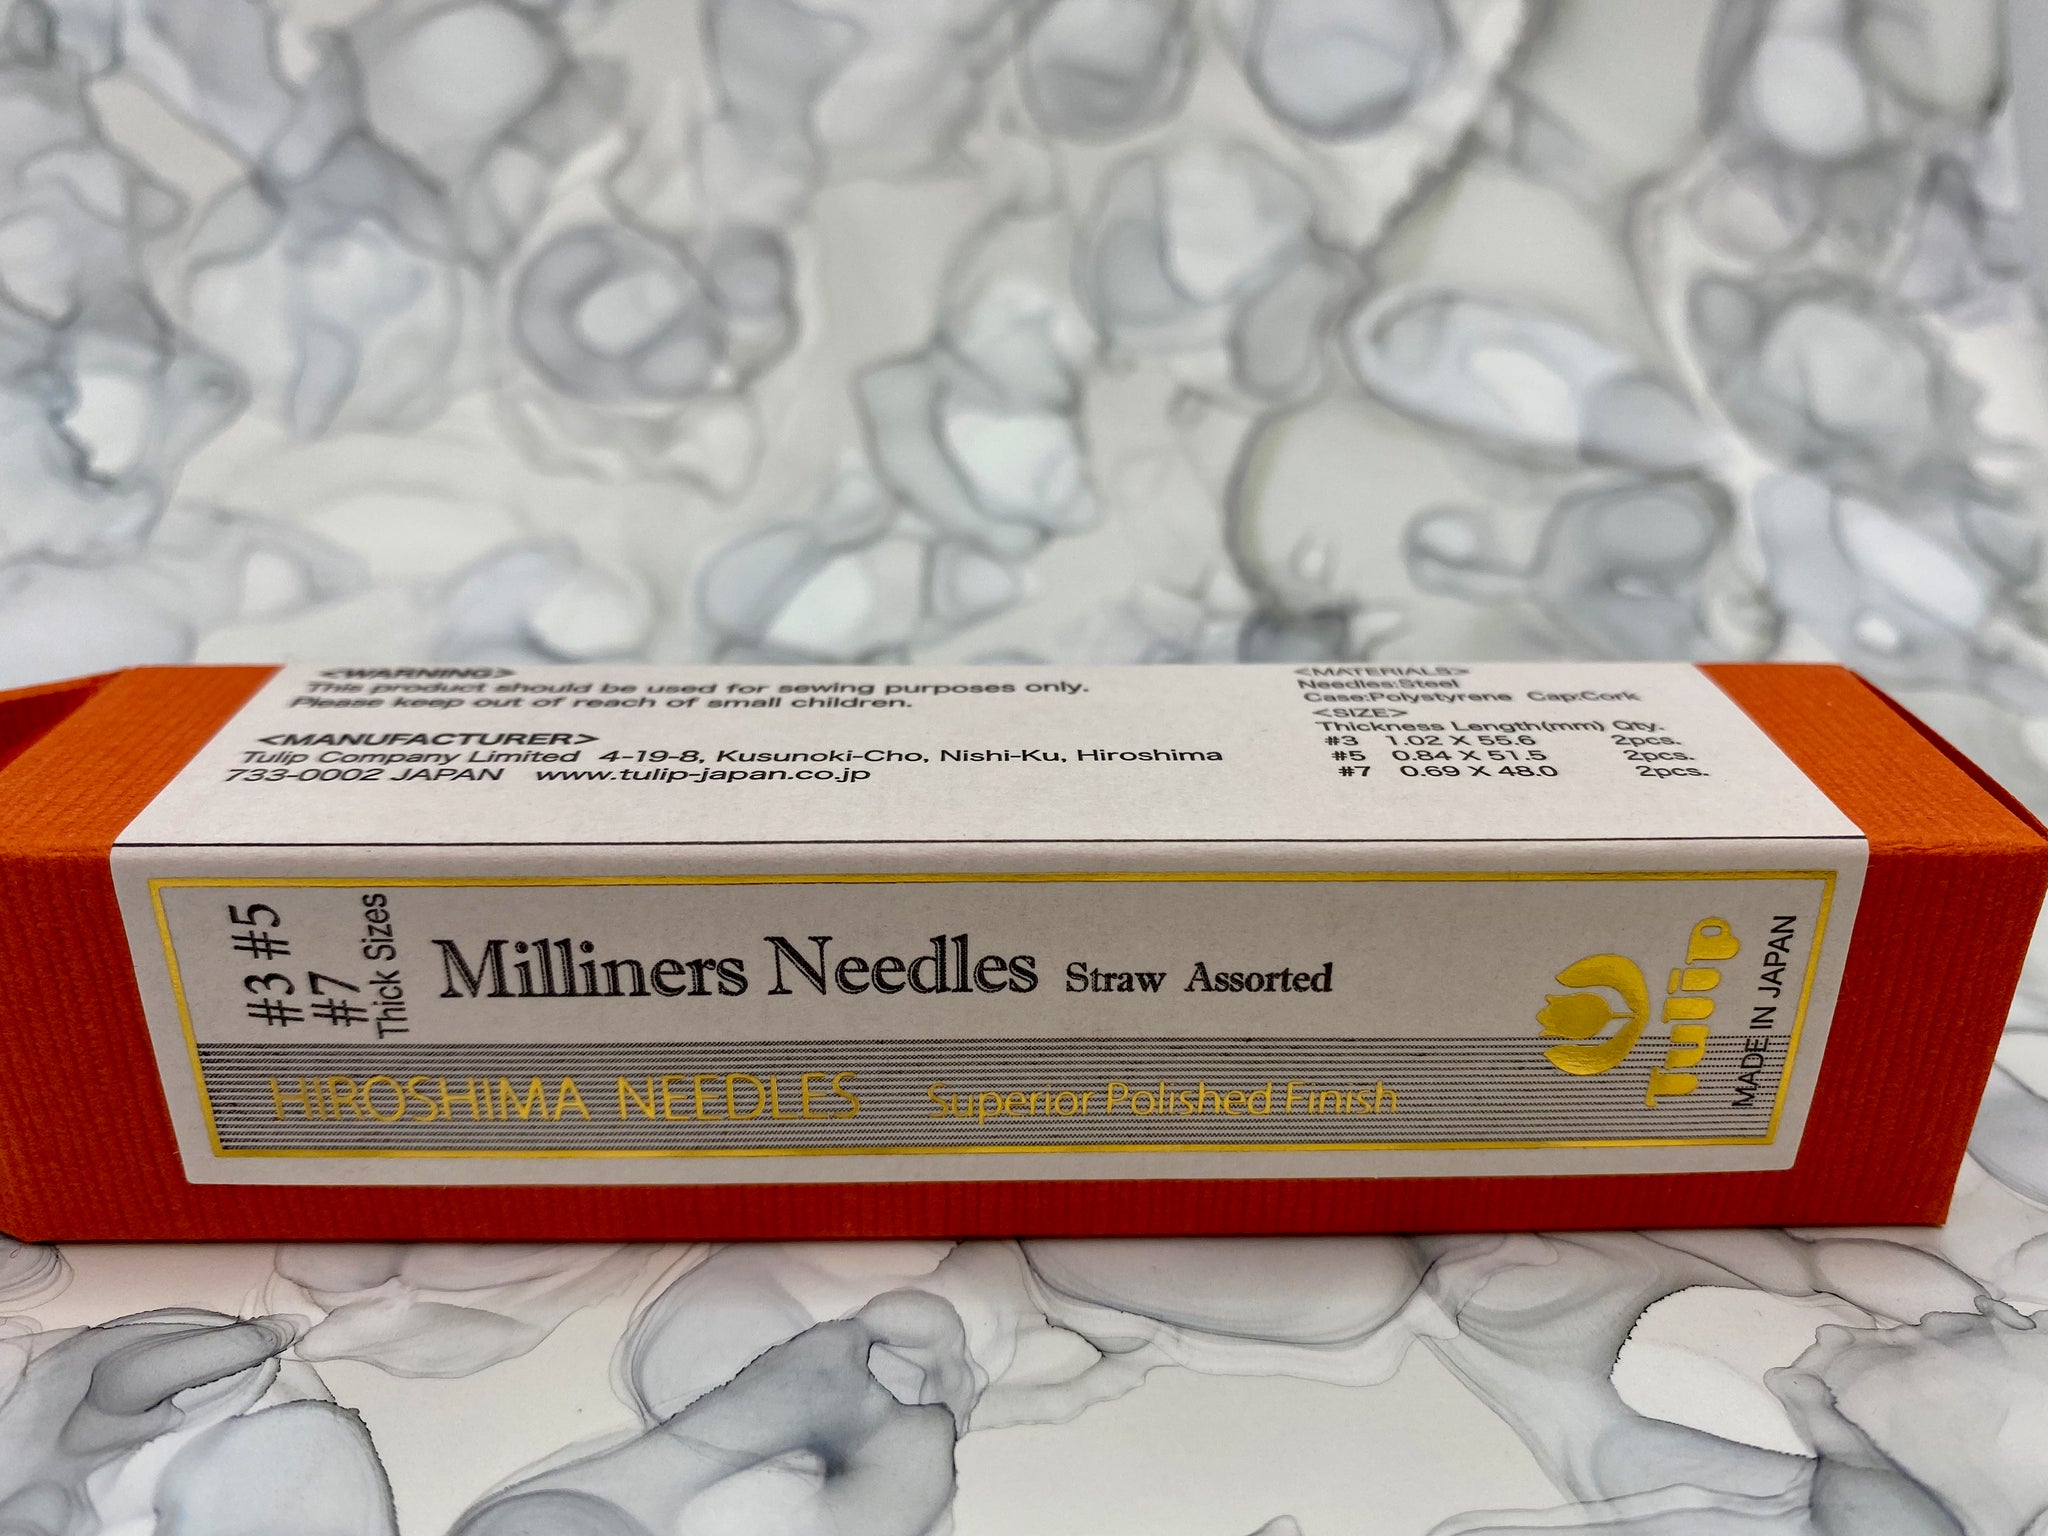 <WARNING>
This product should be used for sewing purposes only.
Please keep out of reach of small children.
<MANUFACTURER>
Tulip Company Limited 4-19-8, Kusunoki-Cho, Nishi-Ku, Hiroshima
733-0002 JAPAN www.tulip-japan.co.jp
<MATERIALS>
Needles:Steel
Case:Polystyrene Cap:Cork
<SIZE>
Thickness Length(mm) Qty.
#3 1.02 X 55.6 2pcs.
#5 0.84 X 51.5 2pcs.
#7 0.69 X 48.0 2pcs.
#3 #5
#7
Thick Sizes
Milliners Needles Straw Assorted
HIROSHIMA NEEDLES Superior Polished Finish
Tulip
MADE IN JAPAN